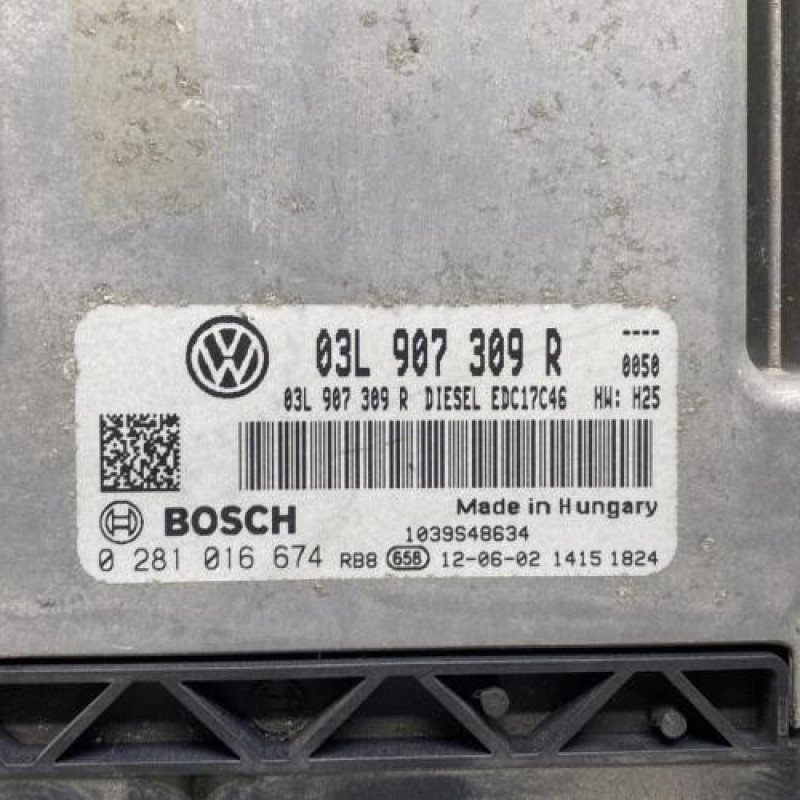 03L 907 309 R ----
0050
03L 907 309 R DIESEL EDC17C46 HW: H25
Made in Hungary
BOSCH
1039S48634
0 281 016 674 RB8 658 12-06-02 1415 1824